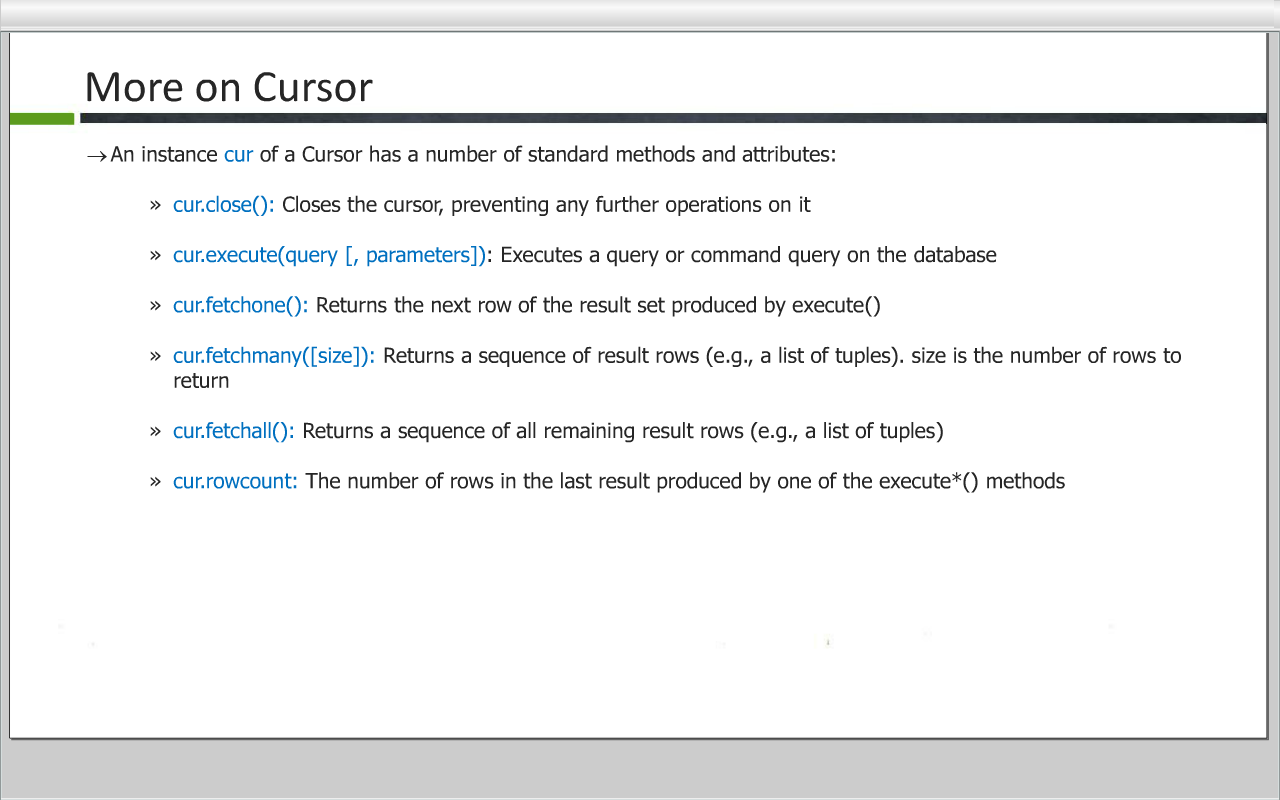 More on Cursor
→An instance cur of a Cursor has a number of standard methods and attributes:
» cur.close(): Closes the cursor, preventing any further operations on it
» cur.execute(query [, parameters]): Executes a query or command query on the database
» cur.fetchone(): Returns the next row of the result set produced by execute()
» cur.fetchmany([size]): Returns a sequence of result rows (e.g., a list of tuples). size is the number of rows to
return
» cur.fetchall(): Returns a sequence of all remaining result rows (e.g., a list of tuples)
» cur.rowcount: The number of rows in the last result produced by one of the execute*() methods